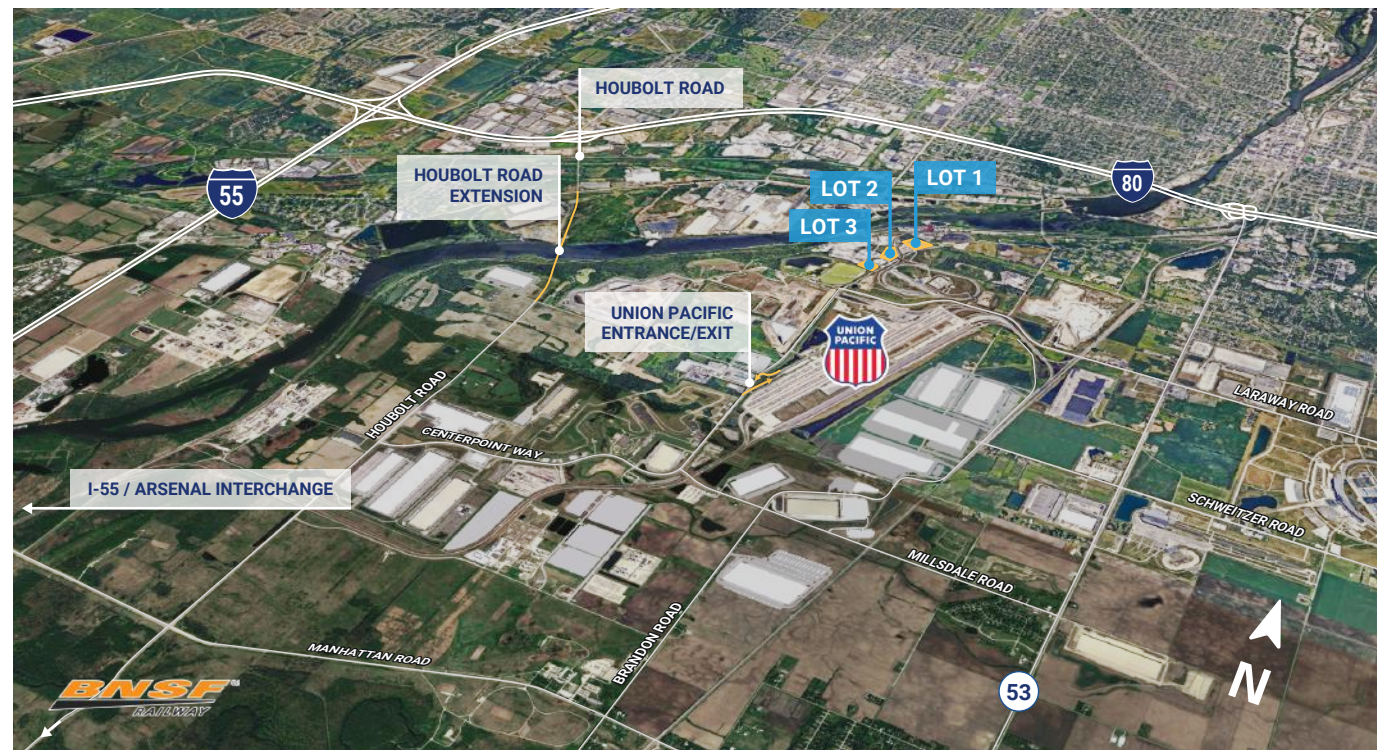 HOUBOLT ROAD
HOUBOLT ROAD
EXTENSION
55
LOT 1
LOT 2
LOT 3
80
UNION PACIFIC
ENTRANCE/EXIT
UNION
PACIFIC
HOUBOLT ROAD
LARAWAY ROAD
CENTERPOINT WAY
I-55 / ARSENAL INTERCHANGE
SCHWEITZER ROAD
MILLSDALE ROAD
BRANDON ROAD
MANHATTAN ROAD
BNSF
RAILWAY
53
N